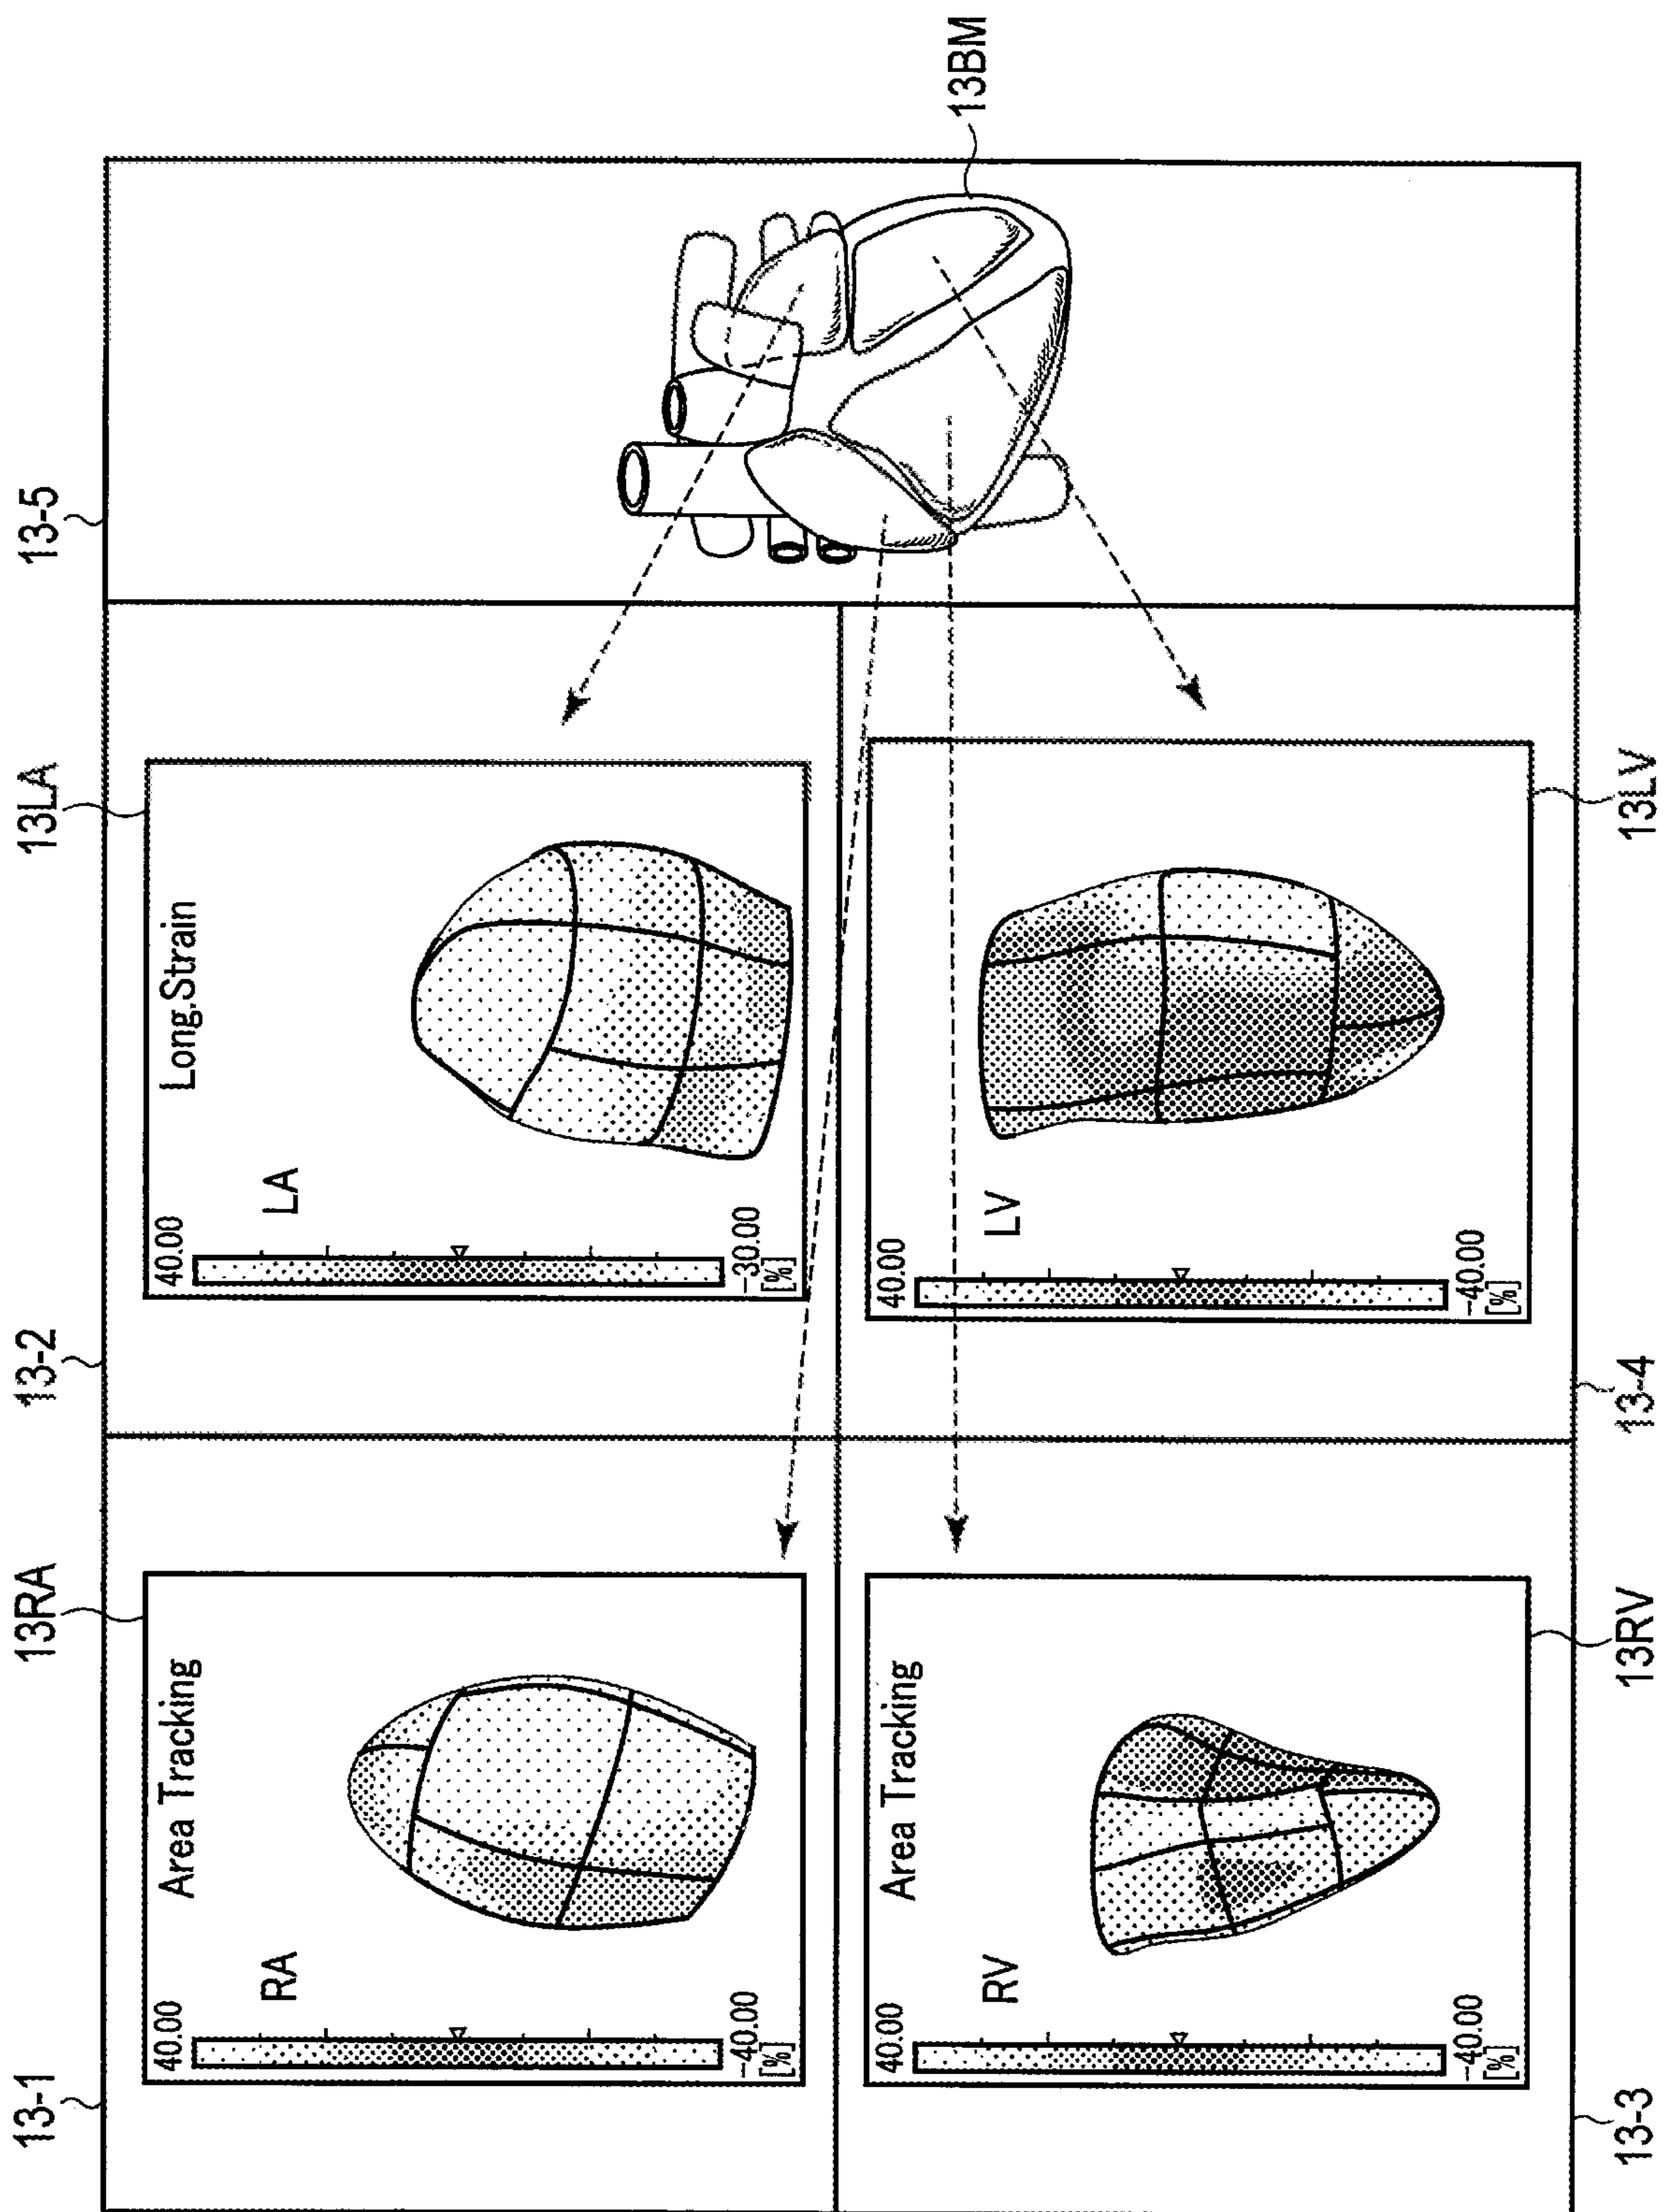 13-1
13RA
13-2
13LA
13-5
Area Tracking
RA
40.00
-40.00
[%]
Long.Strain
LA
40.00
-30.00
[%]
13BM
Area Tracking
RV
40.00
-40.00
[%]
LV
40.00
-40.00
[%]
13-3
13RV
13-4
13LV